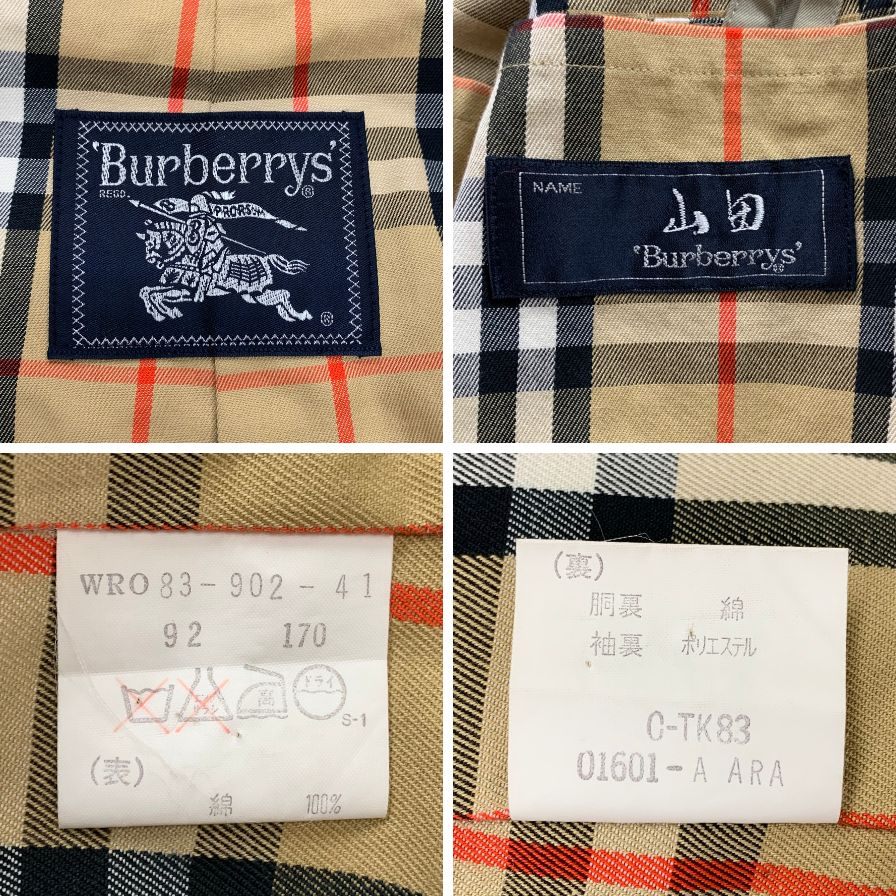 'Burberrys'
®
REGD.
PRORSUM
®
NAME
山田
'Burberrys'
®
WRO 83-902-41
92 170
高 ドライ
S-1
(表)
綿 100%
(裏)
胴裏 綿
袖裏 ポリエステル
C-TK83
01601-A ARA